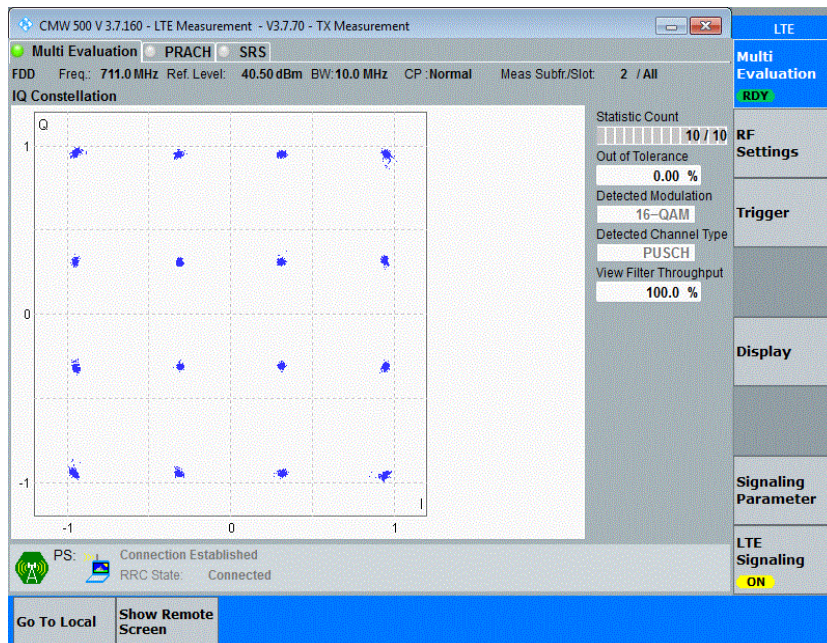 CMW 500 V 3.7.160 - LTE Measurement - V3.7.70 - TX Measurement
LTE
Multi Evaluation PRACH SRS
Multi
Evaluation
RDY
FDD Freq.: 711.0 MHz Ref. Level: 40.50 dBm BW: 10.0 MHz CP : Normal Meas Subfr./Slot: 2 / All
IQ Constellation
Q
1
0
-1
-1 0 1
I
Statistic Count
10 / 10
Out of Tolerance
0.00 %
Detected Modulation
16-QAM
Detected Channel Type
PUSCH
View Filter Throughput
100.0 %
RF
Settings
Trigger
Display
Signaling
Parameter
LTE
Signaling
ON
PS: Connection Established
RRC State: Connected
Go To Local
Show Remote
Screen